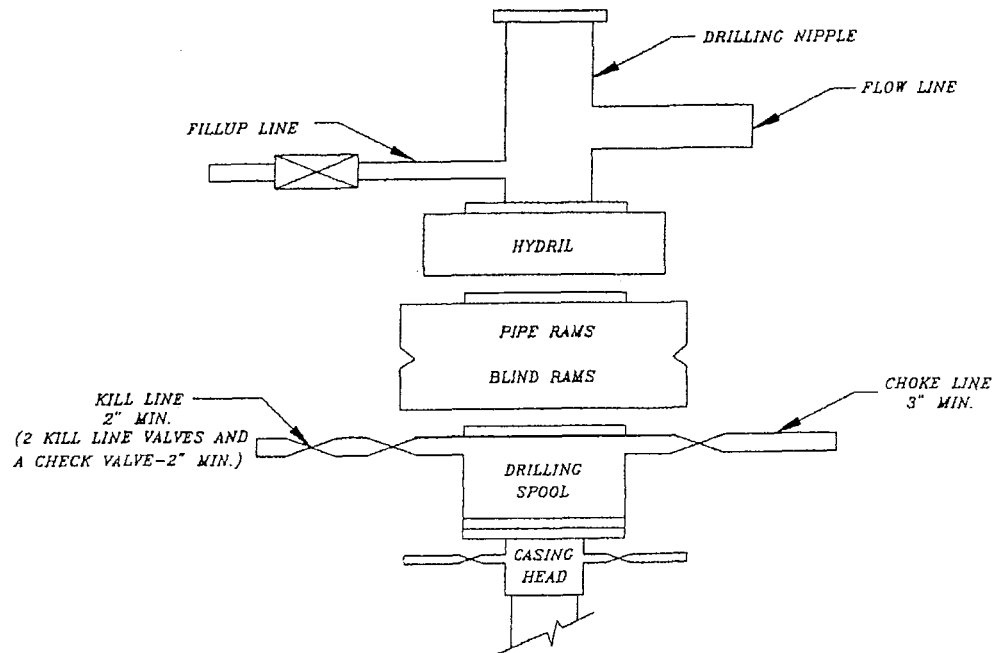 DRILLING NIPPLE
FLOW LINE
FILLUP LINE
HYDRIL
PIPE RAMS
BLIND RAMS
KILL LINE
2" MIN.
(2 KILL LINE VALVES AND
A CHECK VALVE-2" MIN.)
CHOKE LINE
3" MIN.
DRILLING
SPOOL
CASING
HEAD